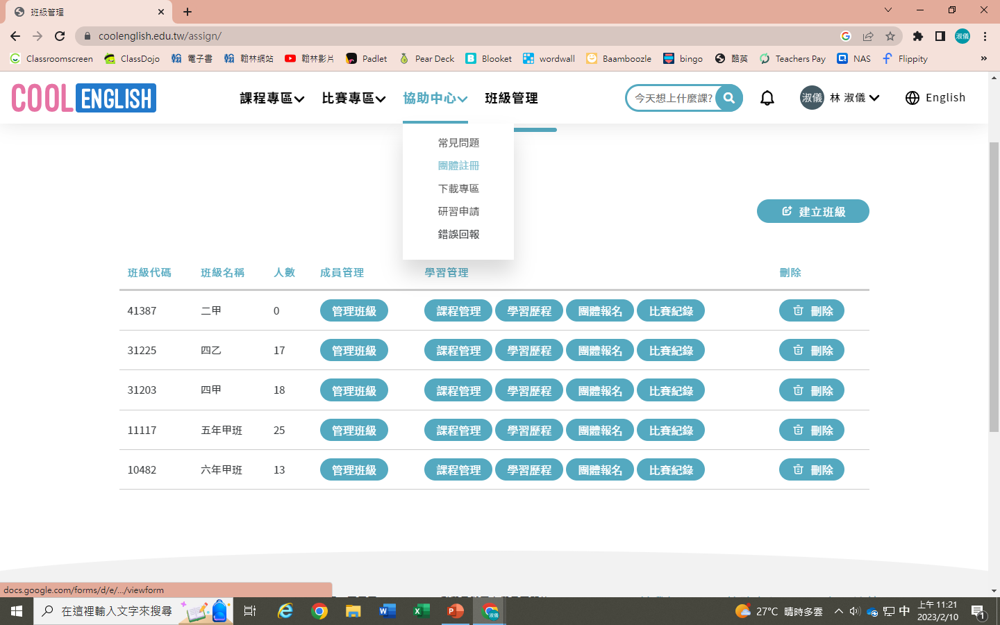 班級管理
coolenglish.edu.tw/assign/
淑儀
Classroomscreen
ClassDojo
電子書
翰林網站
翰林影片
Padlet
Pear Deck
Blooket
wordwall
Baamboozle
bingo
酷英
Teachers Pay
NAS
Flippity
COOL ENGLISH
課程專區
比賽專區
協助中心
班級管理
今天想上什麼課?
淑儀
林 淑儀
English
常見問題
團體註冊
下載專區
研習申請
錯誤回報
建立班級
班級代碼 班級名稱 人數 成員管理 學習管理 刪除
41387 二甲 0 管理班級 課程管理 學習歷程 團體報名 比賽紀錄 刪除
31225 四乙 17 管理班級 課程管理 學習歷程 團體報名 比賽紀錄 刪除
31203 四甲 18 管理班級 課程管理 學習歷程 團體報名 比賽紀錄 刪除
11117 五年甲班 25 管理班級 課程管理 學習歷程 團體報名 比賽紀錄 刪除
10482 六年甲班 13 管理班級 課程管理 學習歷程 團體報名 比賽紀錄 刪除
docs.google.com/forms/d/e/.../viewform
在這裡輸入文字來搜尋
27°C 晴時多雲
中
上午 11:21
2023/2/10
1